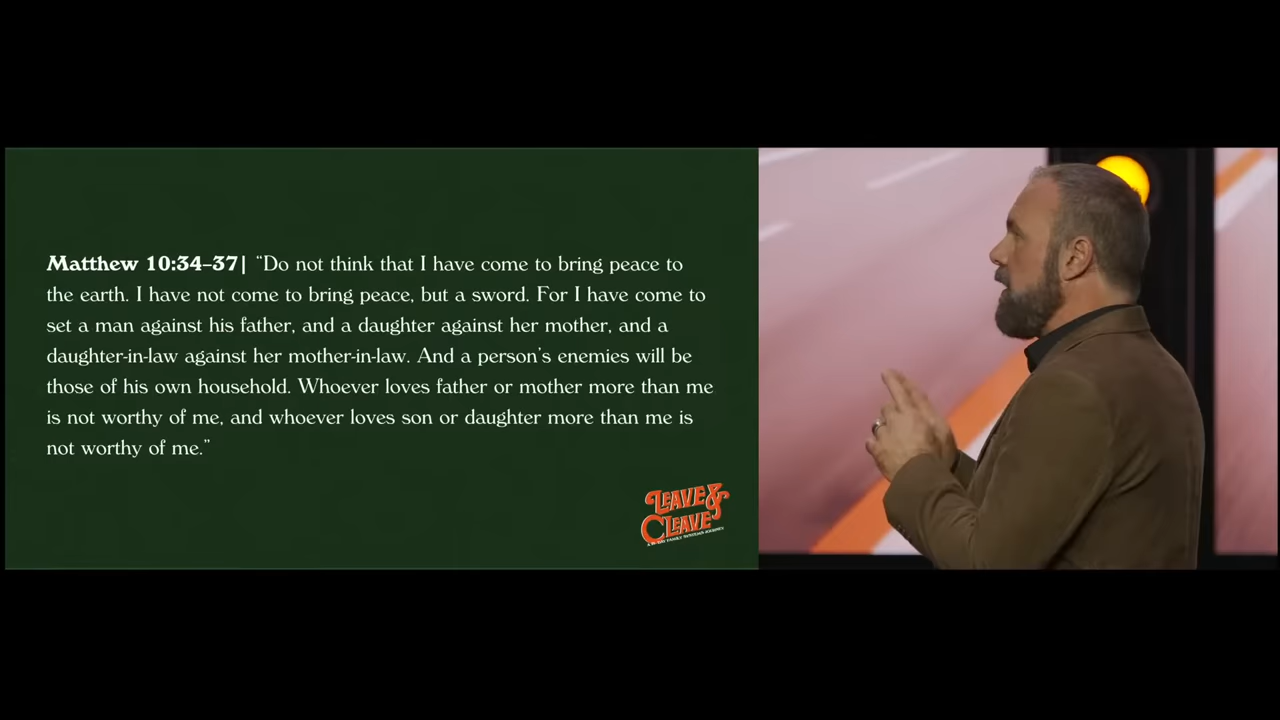 Matthew 10:34–37| “Do not think that I have come to bring peace to
the earth. I have not come to bring peace, but a sword. For I have come to
set a man against his father, and a daughter against her mother, and a
daughter-in-law against her mother-in-law. And a person’s enemies will be
those of his own household. Whoever loves father or mother more than me
is not worthy of me, and whoever loves son or daughter more than me is
not worthy of me.”
LEAVE &
CLEAVE